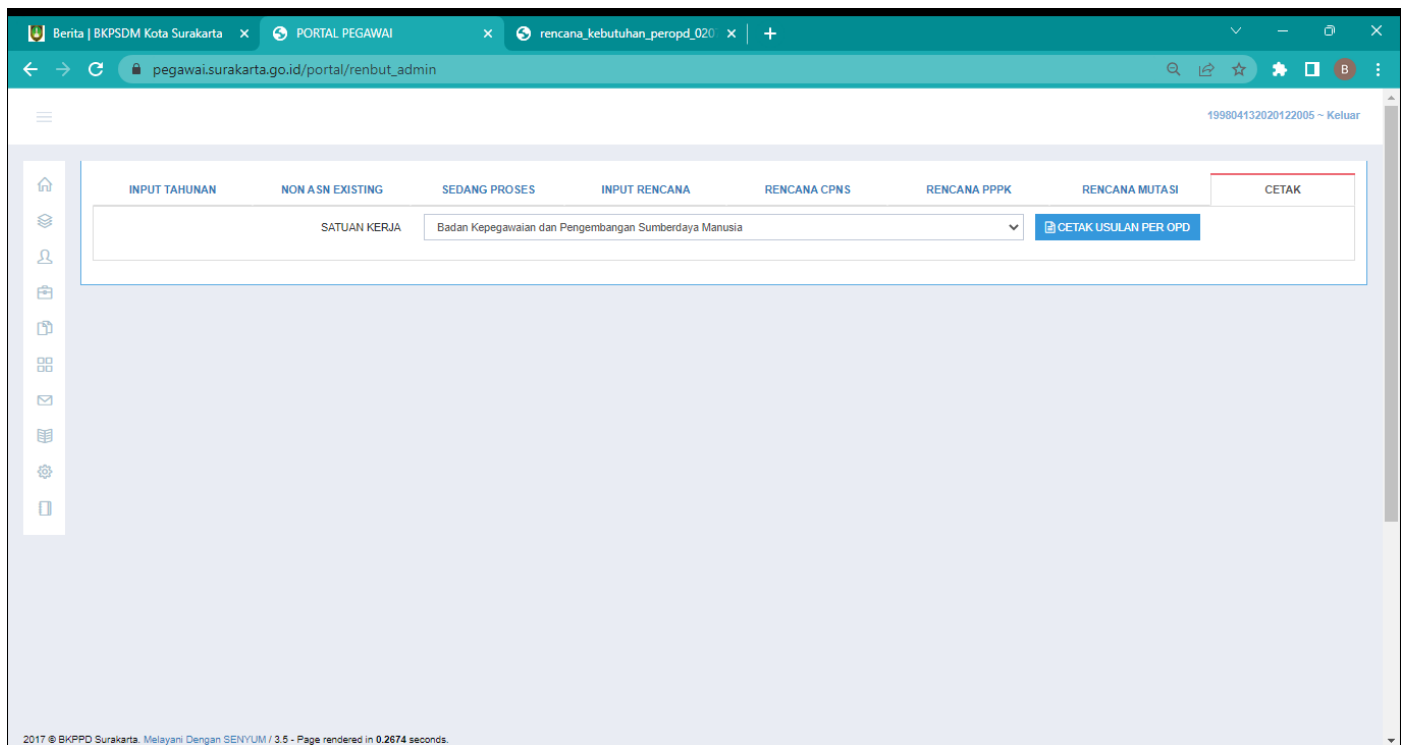 Berita | BKPSDM Kota Surakarta
PORTAL PEGAWAI
rencana_kebutuhan_peropd_020
pegawai.surakarta.go.id/portal/renbut_admin
B
199804132020122005 ~ Keluar
INPUT TAHUNAN NON ASN EXISTING SEDANG PROSES INPUT RENCANA RENCANA CPNS RENCANA PPPK RENCANA MUTASI CETAK
SATUAN KERJA Badan Kepegawaian dan Pengembangan Sumberdaya Manusia CETAK USULAN PER OPD
2017 © BKPPD Surakarta. Melayani Dengan SENYUM / 3.5 - Page rendered in 0.2674 seconds.